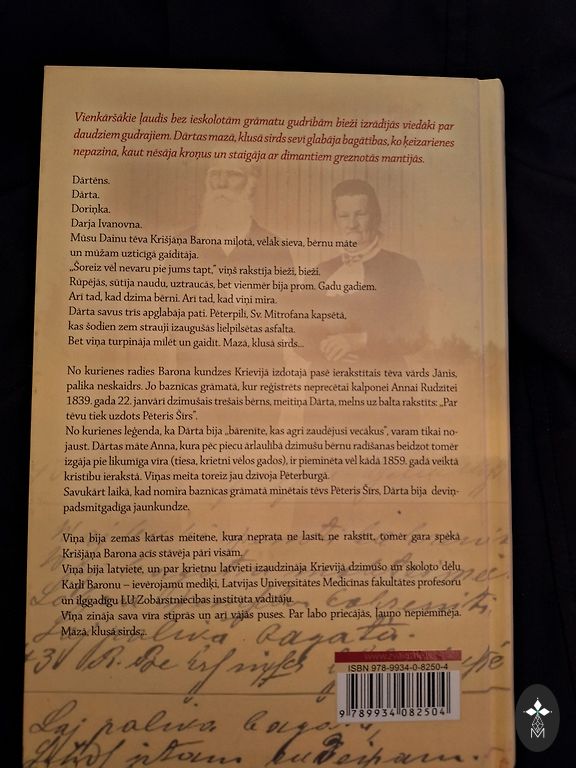 Vienkāršākie ļaudis bez ieskolotām grāmatu gudrībām bieži izrādījās viedāki par
daudziem gudrajiem. Dārtas mazā, klusā sirds sevī glabāja bagātības, ko ķeizarienes
nepazina, kaut nēsāja kroņus un staigāja ar dimantiem greznotās mantijās.
Dārtēns.
Dārta.
Doriņka.
Darja Ivanovna.
Mūsu Dainu tēva Krišjāņa Barona mīļotā, vēlāk sieva, bērnu māte
un mūžam uzticīgā gaidītāja.
„Šoreiz vēl nevaru pie jums tapt,” viņš rakstīja bieži, bieži.
Rūpējās, sūtīja naudu, uztraucās, bet vienmēr bija prom. Gadu gadiem.
Arī tad, kad dzima bērni. Arī tad, kad viņi mira.
Dārta savus trīs apglabāja pati. Pēterpilī, Sv. Mitrofana kapsētā,
kas šodien zem strauji izaugušās lielpilsētas asfalta.
Bet viņa turpināja mīlēt un gaidīt. Mazā, klusā sirds...
No kurienes radies Barona kundzes Krievijā izdotajā pasē ierakstītais tēva vārds Jānis,
palika neskaidrs. Jo baznīcas grāmatā, kur reģistrēts neprecētai kalponei Annai Rudzītei
1839. gada 22. janvārī dzimušais trešais bērns, meitiņa Dārta, melns uz balta rakstīts: „Par
tēvu tiek uzdots Pēteris Šīrs”.
No kurienes leģenda, ka Dārta bija „bārenīte, kas agri zaudējusi vecākus”, varam tikai no-
jaust. Dārtas māte Anna, kura pēc piecu ārlaulībā dzimušu bērnu radīšanas beidzot tomēr
izgāja pie likumīga vīra (tiesa, krietni vēlos gados), ir pieminēta vēl kādā 1859. gadā veiktā
kristību ierakstā. Viņas meita toreiz jau dzīvoja Pēterburgā.
Savukārt laikā, kad nomira baznīcas grāmatā minētais tēvs Pēteris Šīrs, Dārta bija deviņ-
padsmitgadīga jaunkundze.
Viņa bija zemas kārtas meitene, kura neprata ne lasīt, ne rakstīt, tomēr gara spēkā
Krišjāņa Barona acīs stāvēja pāri visām.
Viņa bija latviete, un par krietnu latvieti izaudzināja Krievijā dzimušo un skoloto dēlu
Kārli Baronu – ievērojamu mediķi, Latvijas Universitātes Medicīnas fakultātes profesoru
un ilggadīgu LU Zobārstniecības institūta vadītāju.
Viņa zināja sava vīra stiprās un arī vājās puses. Par labo priecājās, ļauno nepieminēja.
Mazā, klusā sirds...
ISBN 978-9934-0-8250-4
9 789934 082504